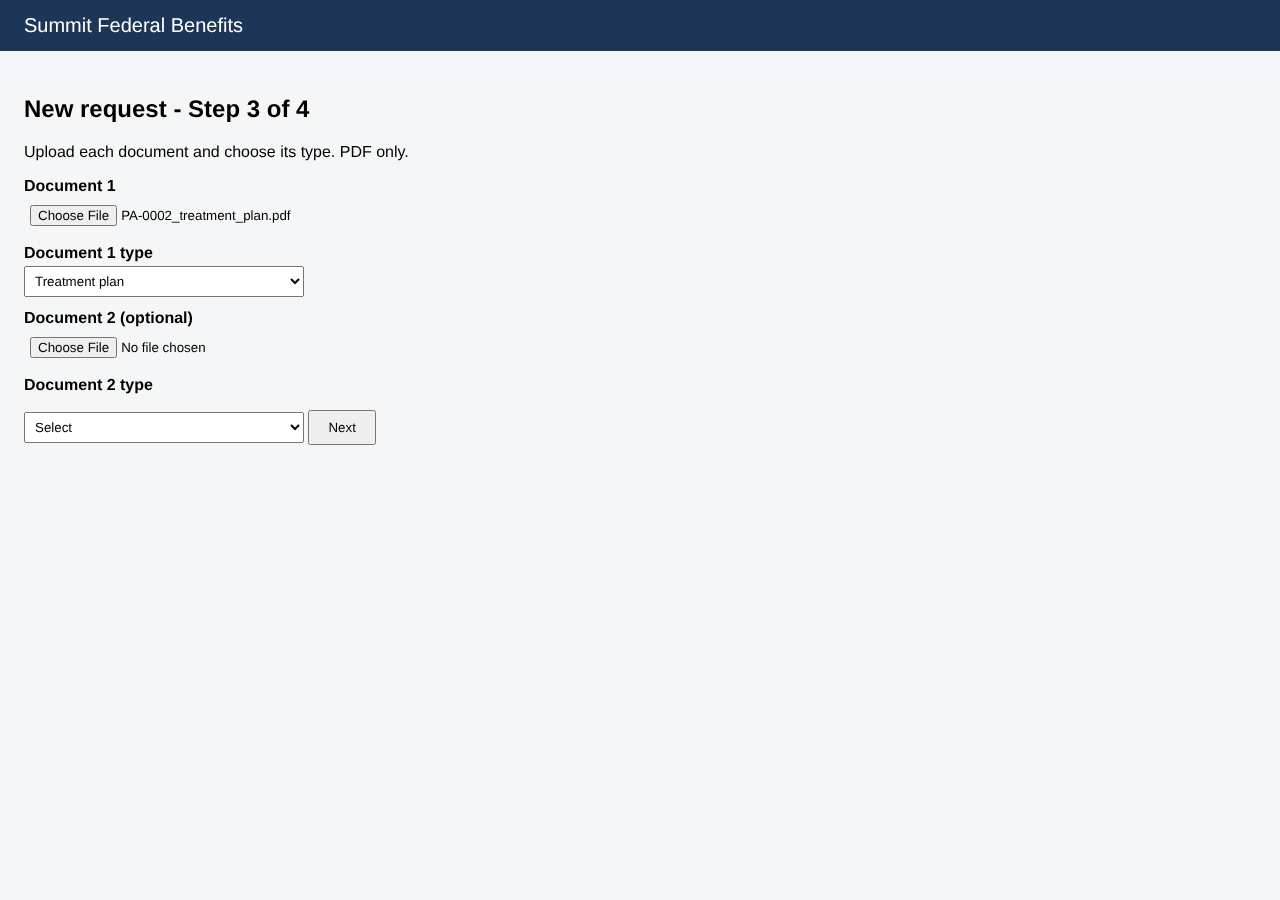 Summit Federal Benefits
New request - Step 3 of 4
Upload each document and choose its type. PDF only.
Document 1
Choose File PA-0002_treatment_plan.pdf
Document 1 type
Treatment plan
Document 2 (optional)
Choose File No file chosen
Document 2 type
Select Next